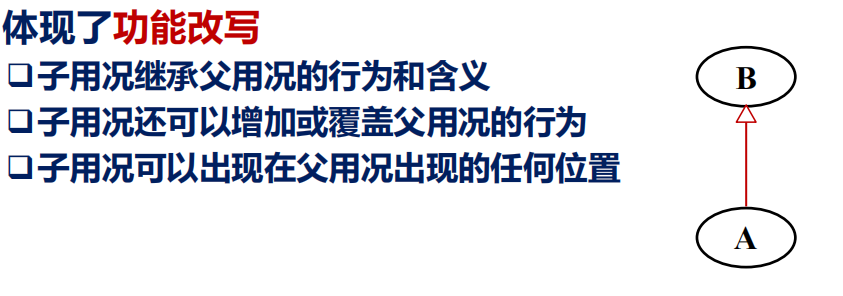 体现了功能改写
❑子用况继承父用况的行为和含义
❑子用况还可以增加或覆盖父用况的行为
❑子用况可以出现在父用况出现的任何位置
B
A